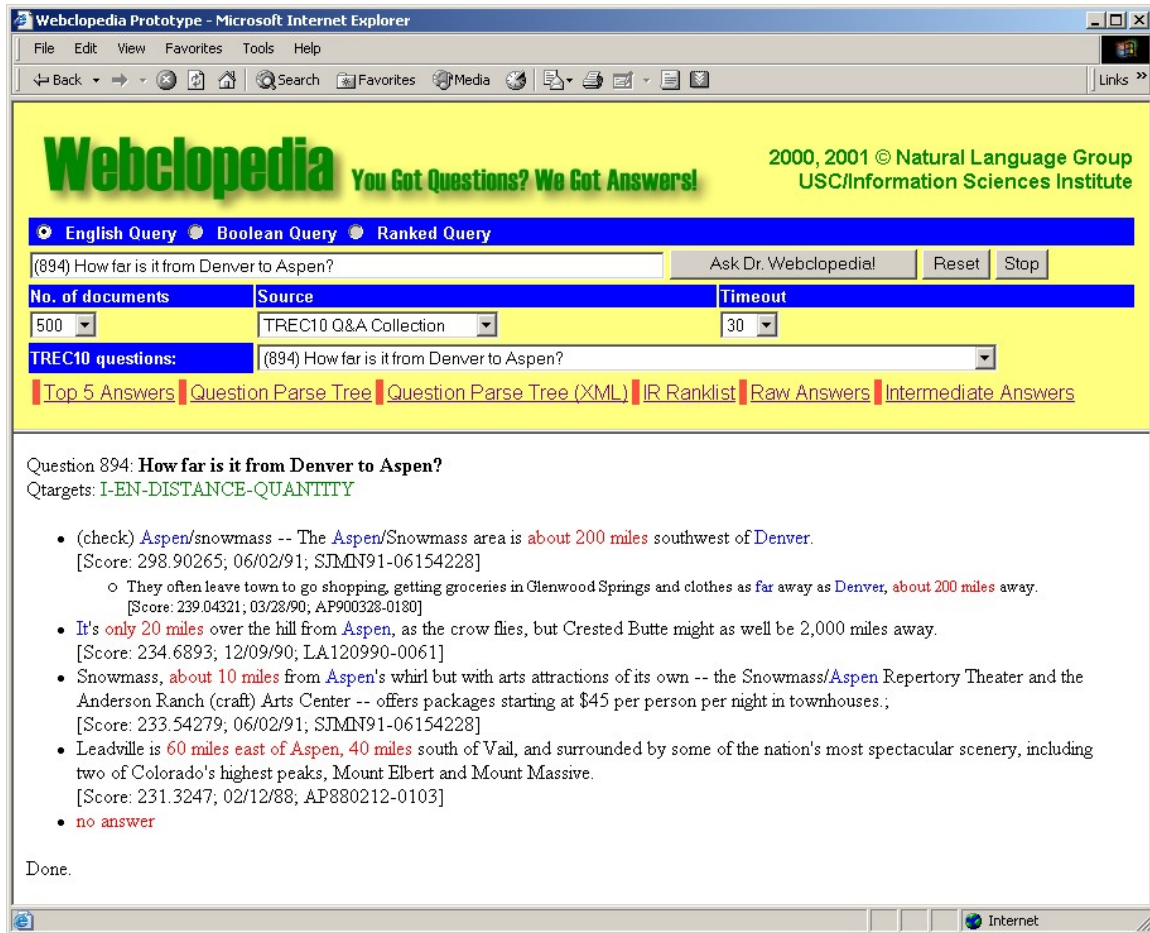 Webclopedia Prototype - Microsoft Internet Explorer
File Edit View Favorites Tools Help
Back Search Favorites Media Links »
Webclopedia You Got Questions? We Got Answers!
2000, 2001 © Natural Language Group
USC/Information Sciences Institute
English Query Boolean Query Ranked Query
(894) How far is it from Denver to Aspen? Ask Dr. Webclopedia! Reset Stop
No. of documents Source Timeout
500 TREC10 Q&A Collection 30
TREC10 questions: (894) How far is it from Denver to Aspen?
Top 5 Answers Question Parse Tree Question Parse Tree (XML) IR Ranklist Raw Answers Intermediate Answers
Question 894: How far is it from Denver to Aspen?
Qtargets: I-EN-DISTANCE-QUANTITY
• (check) Aspen/snowmass -- The Aspen/Snowmass area is about 200 miles southwest of Denver.
[Score: 298.90265; 06/02/91; SJMN91-06154228]
o They often leave town to go shopping, getting groceries in Glenwood Springs and clothes as far away as Denver, about 200 miles away.
[Score: 239.04321; 03/28/90; AP900328-0180]
• It's only 20 miles over the hill from Aspen, as the crow flies, but Crested Butte might as well be 2,000 miles away.
[Score: 234.6893; 12/09/90; LA120990-0061]
• Snowmass, about 10 miles from Aspen's whirl but with arts attractions of its own -- the Snowmass/Aspen Repertory Theater and the
Anderson Ranch (craft) Arts Center -- offers packages starting at $45 per person per night in townhouses.;
[Score: 233.54279; 06/02/91; SJMN91-06154228]
• Leadville is 60 miles east of Aspen, 40 miles south of Vail, and surrounded by some of the nation's most spectacular scenery, including
two of Colorado's highest peaks, Mount Elbert and Mount Massive.
[Score: 231.3247; 02/12/88; AP880212-0103]
• no answer
Done.
Internet